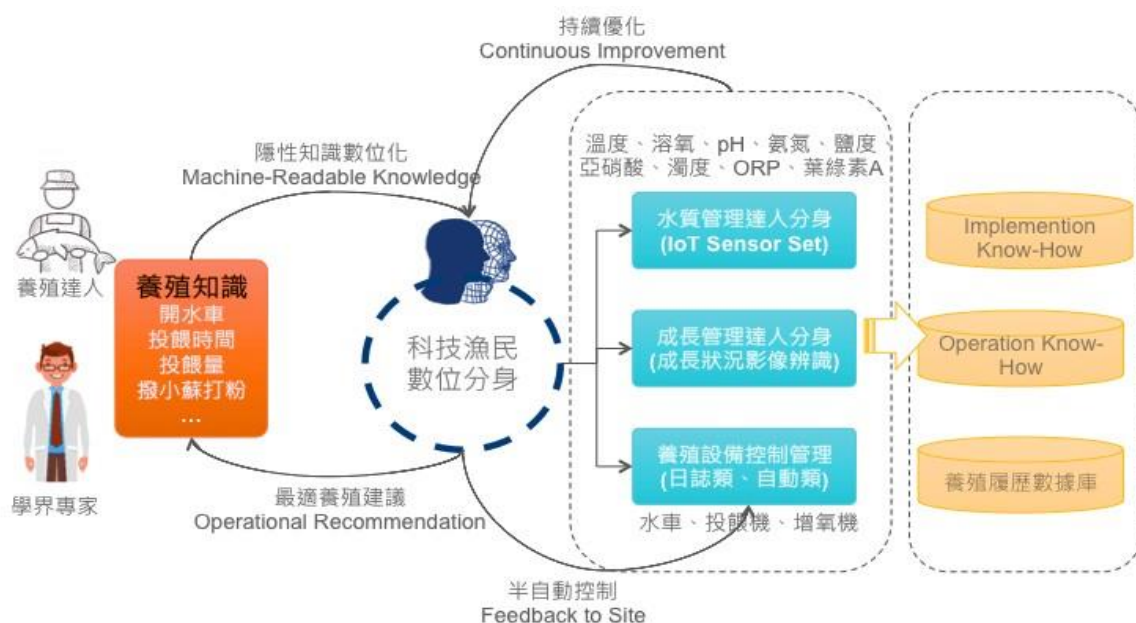 持續優化
Continuous Improvement
隱性知識數位化
Machine-Readable Knowledge
養殖達人
學界專家
養殖知識
開水車
投餵時間
投餵量
撥小蘇打粉
...
最適養殖建議
Operational Recommendation
科技漁民
數位分身
半自動控制
Feedback to Site
溫度、溶氧、pH、氨氮、鹽度、
亞硝酸、濁度、ORP、葉綠素A
水質管理達人分身
(IoT Sensor Set)
成長管理達人分身
(成長狀況影像辨識)
養殖設備控制管理
(日誌類、自動類)
水車、投餵機、增氧機
Implemention
Know-How
Operation Know-
How
養殖履歷數據庫